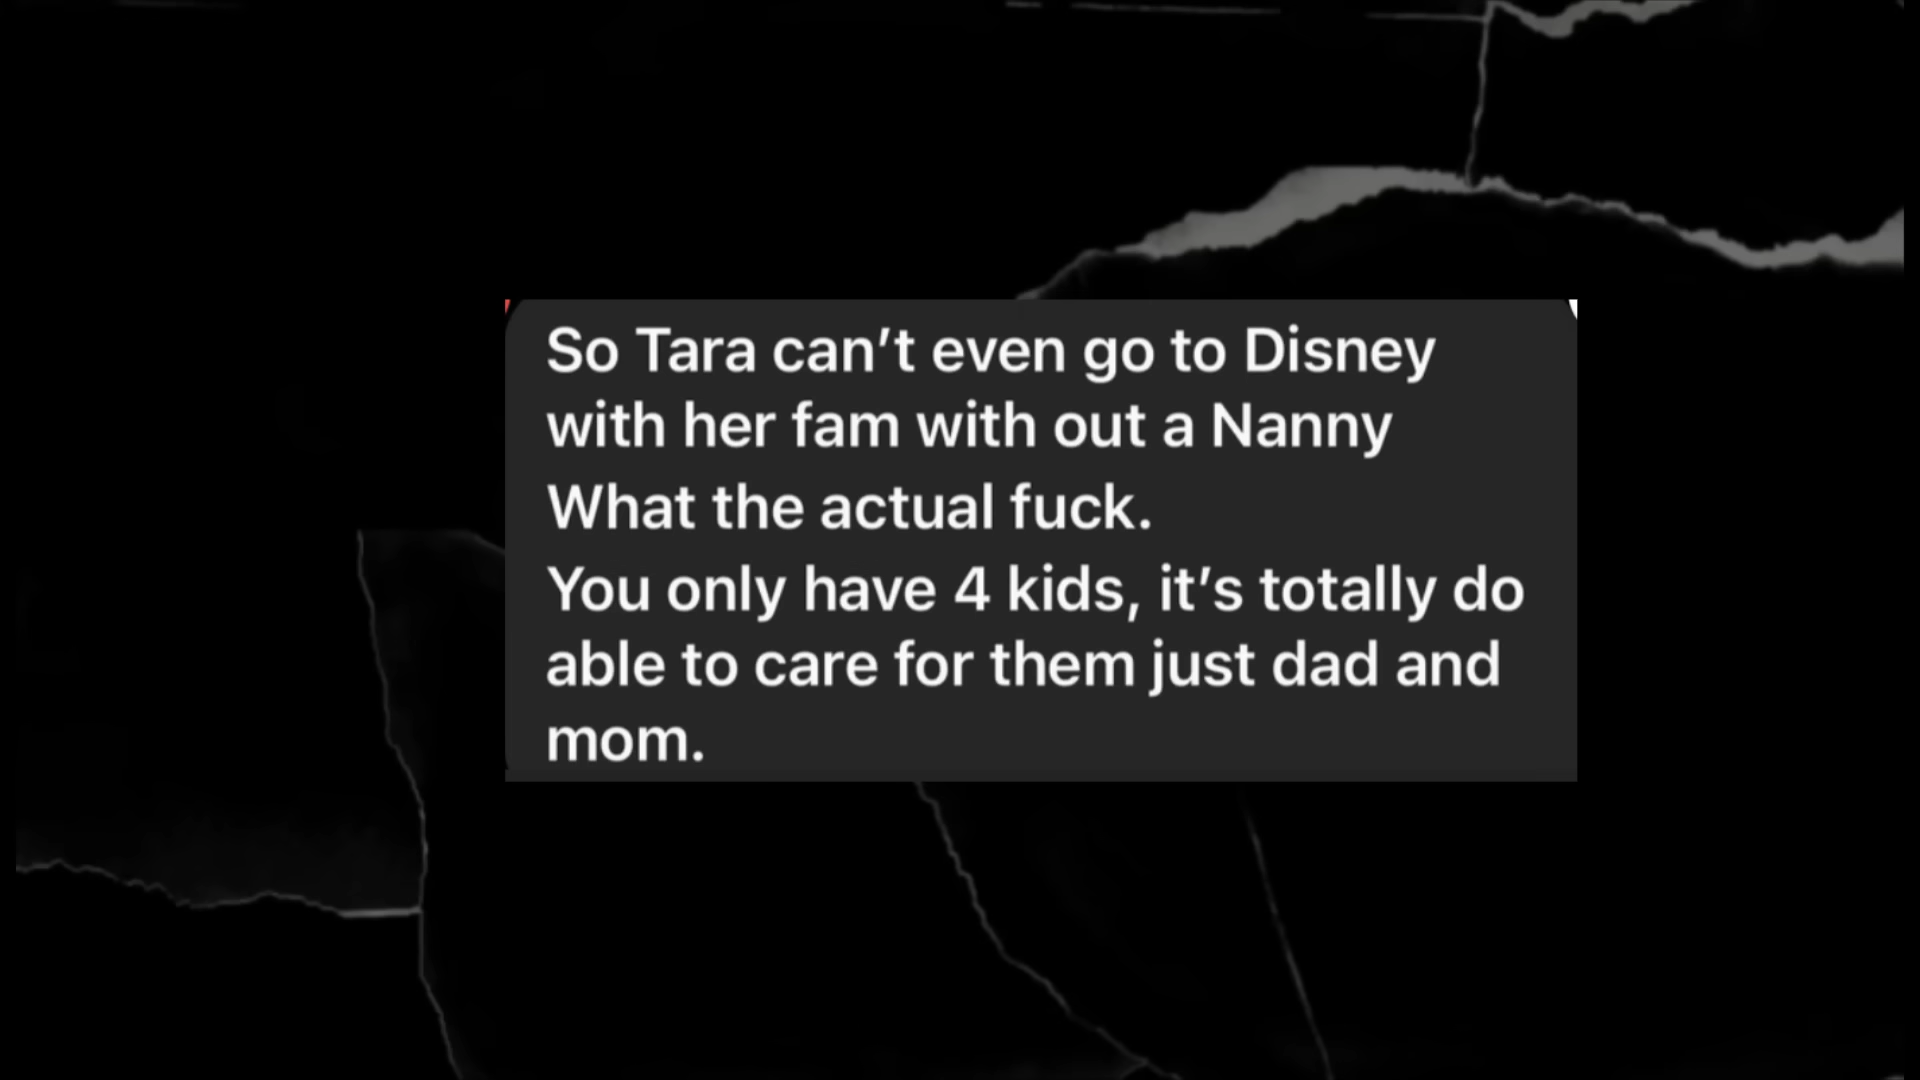 So Tara can’t even go to Disney
with her fam with out a Nanny
What the actual fuck.
You only have 4 kids, it’s totally do
able to care for them just dad and
mom.